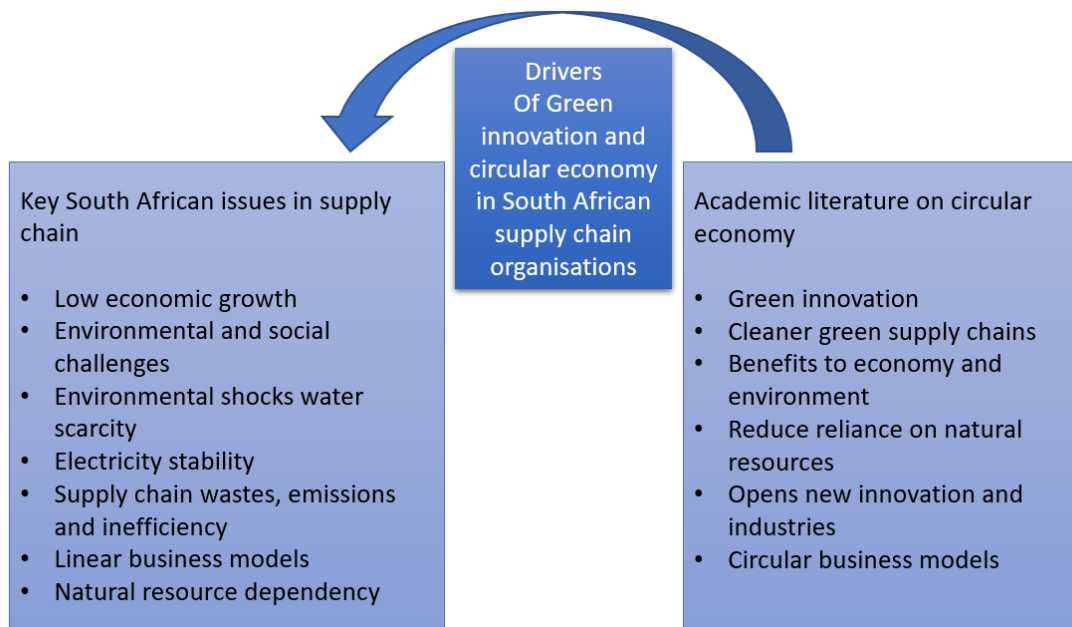 Drivers
Of Green
innovation and
circular economy
in South African
supply chain
organisations
Key South African issues in supply
chain
• Low economic growth
• Environmental and social
challenges
• Environmental shocks water
scarcity
• Electricity stability
• Supply chain wastes, emissions
and inefficiency
• Linear business models
• Natural resource dependency
Academic literature on circular
economy
• Green innovation
• Cleaner green supply chains
• Benefits to economy and
environment
• Reduce reliance on natural
resources
• Opens new innovation and
industries
• Circular business models